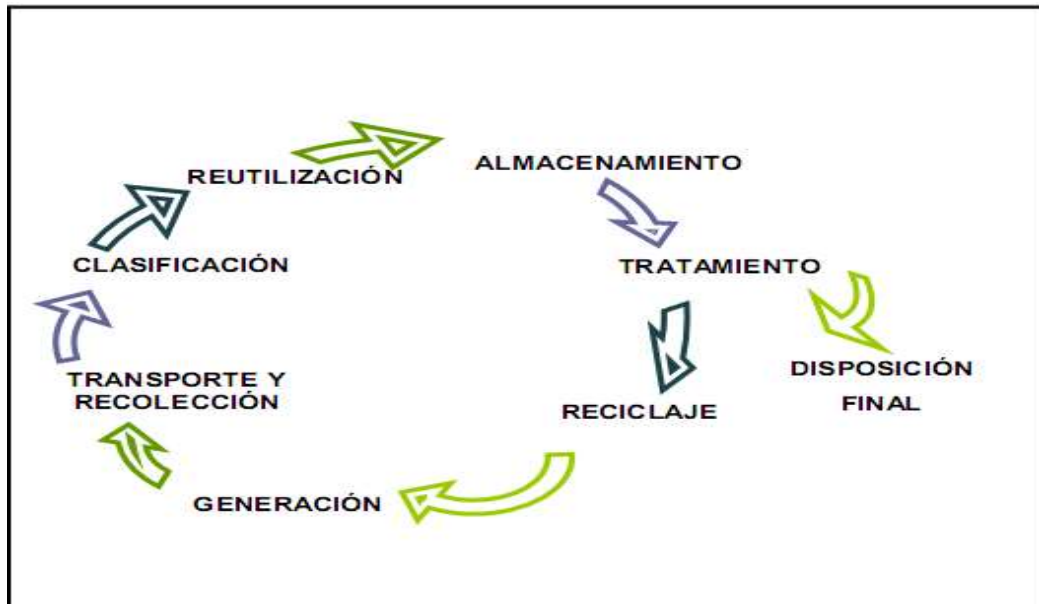 REUTILIZACIÓN
ALMACENAMIENTO
CLASIFICACIÓN
TRATAMIENTO
TRANSPORTE Y
RECOLECCIÓN
DISPOSICIÓN
FINAL
RECICLAJE
GENERACIÓN